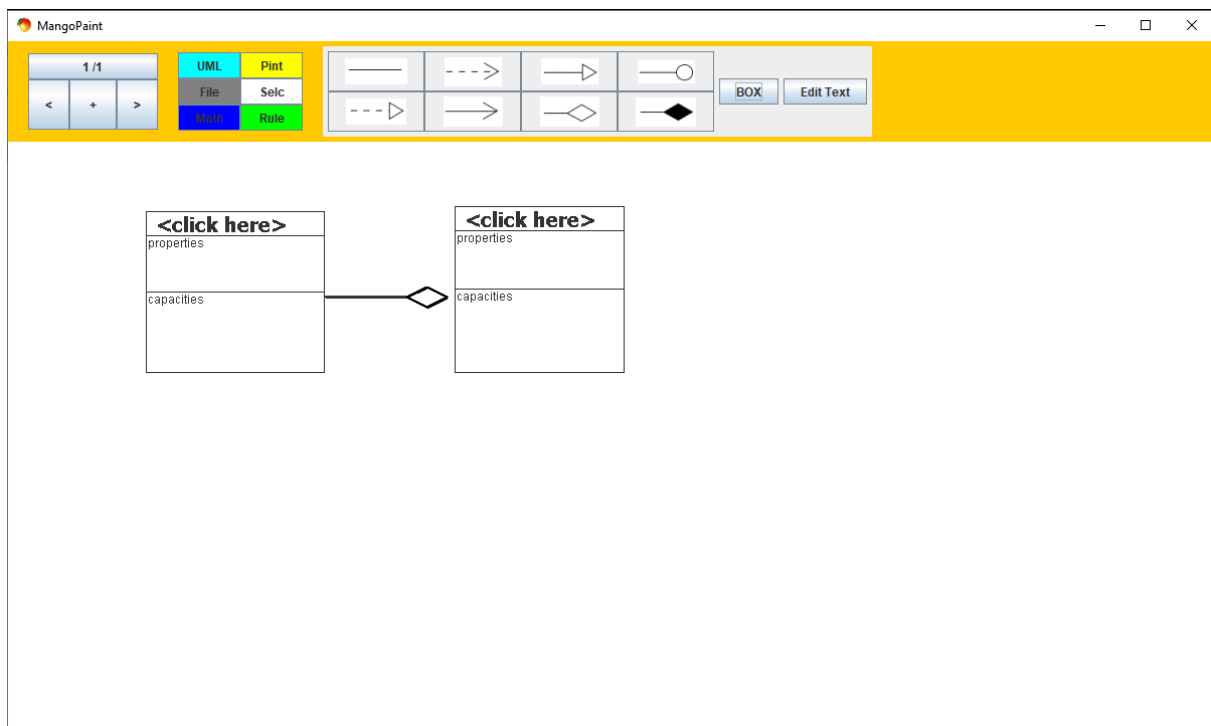 MangoPaint
1 /1
< + >
UML Pint
File Selc
Math Rule
BOX Edit Text
<click here>
properties
capacities
<click here>
properties
capacities